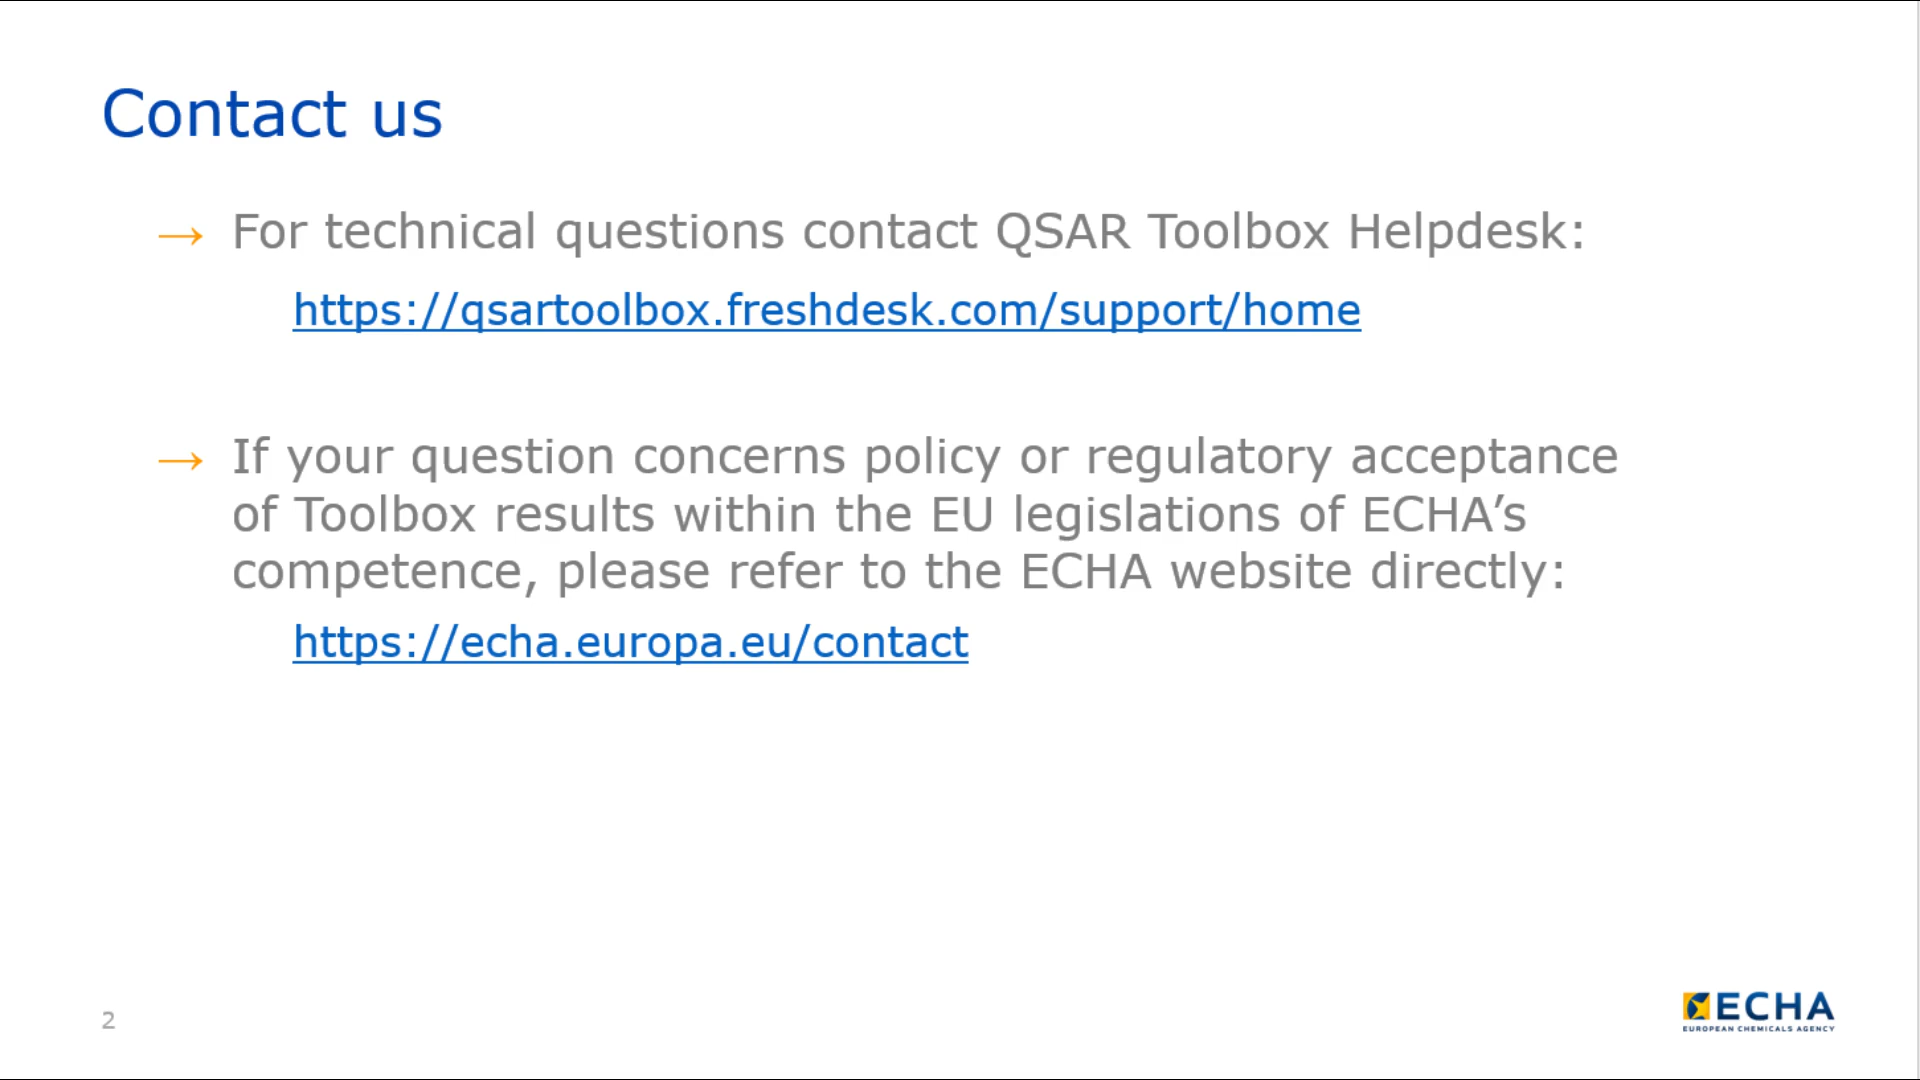 Contact us
→ For technical questions contact QSAR Toolbox Helpdesk:
https://qsartoolbox.freshdesk.com/support/home
→ If your question concerns policy or regulatory acceptance
of Toolbox results within the EU legislations of ECHA’s
competence, please refer to the ECHA website directly:
https://echa.europa.eu/contact
2
ECHA
EUROPEAN CHEMICALS AGENCY